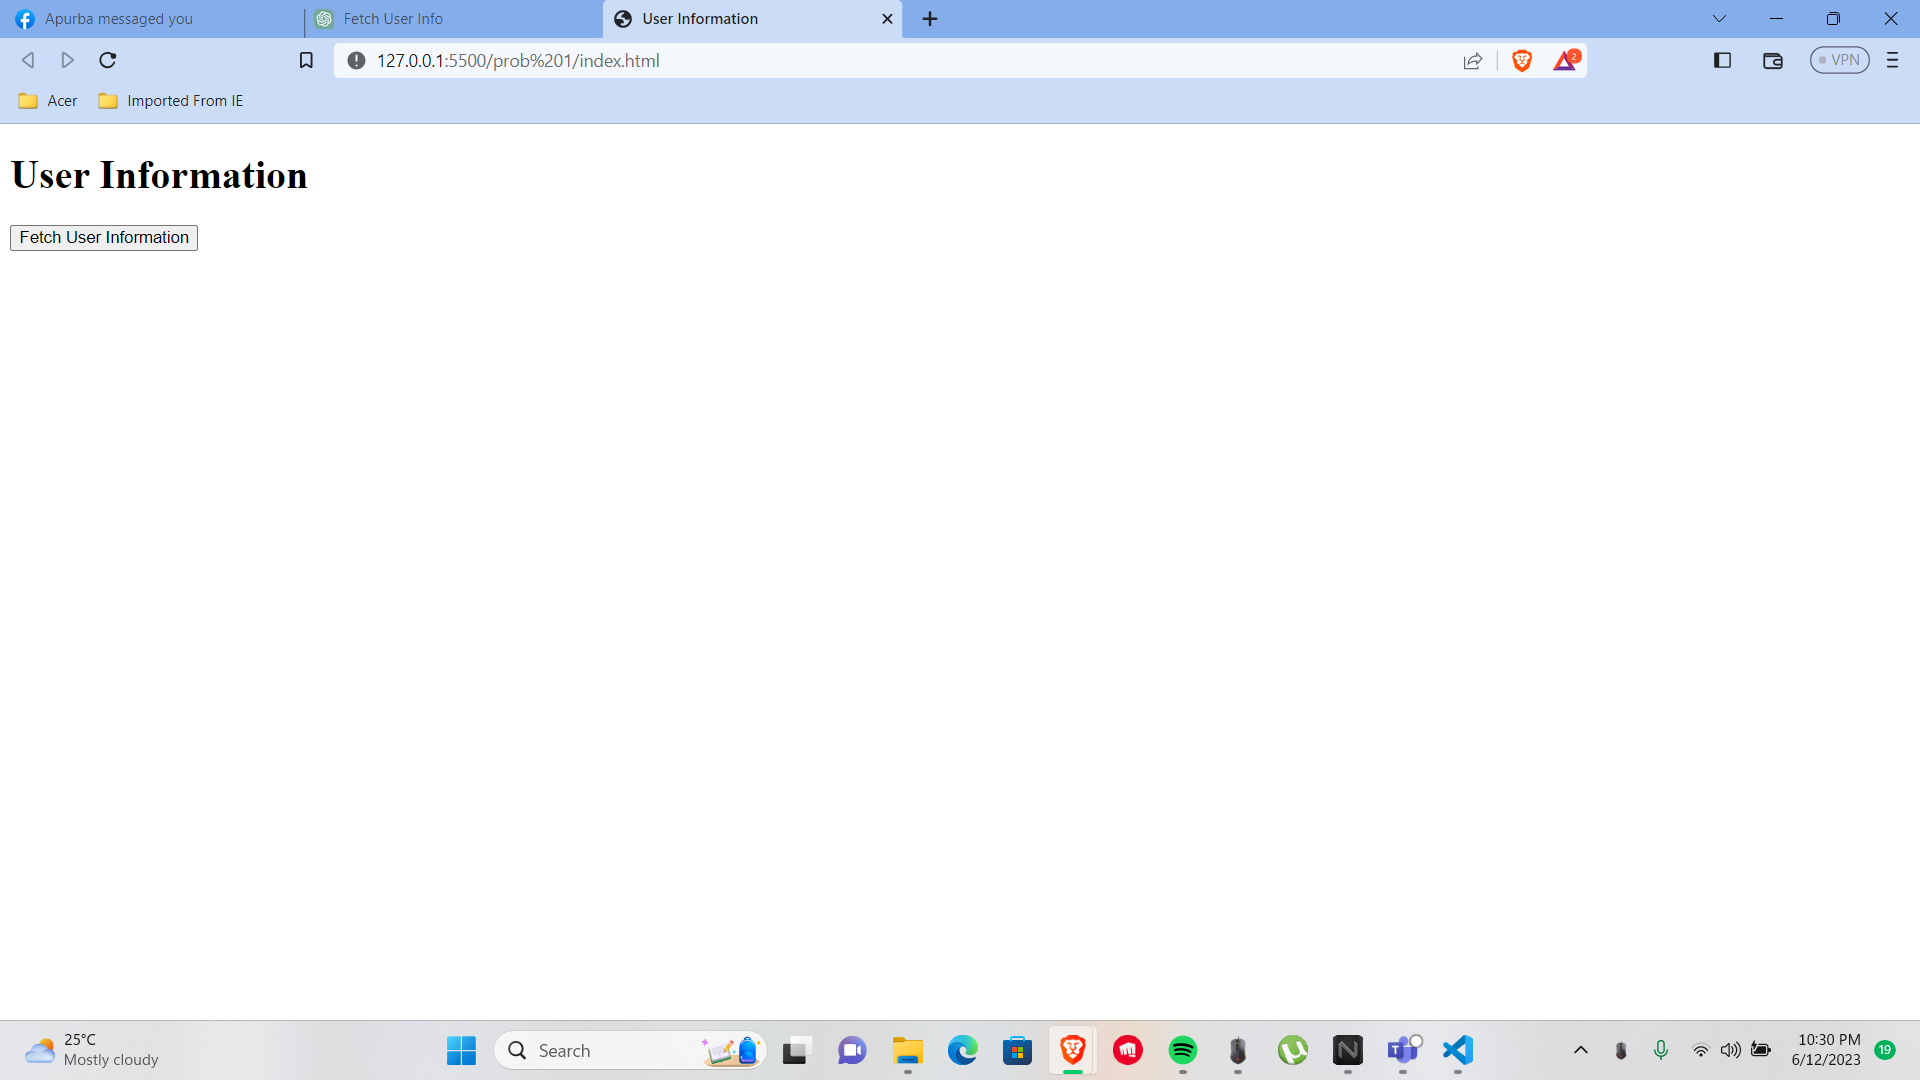 Apurba messaged you
Fetch User Info
User Information
127.0.0.1:5500/prob%201/index.html
2
VPN
Acer
Imported From IE
User Information
Fetch User Information
25°C
Mostly cloudy
Search
10:30 PM
6/12/2023
19